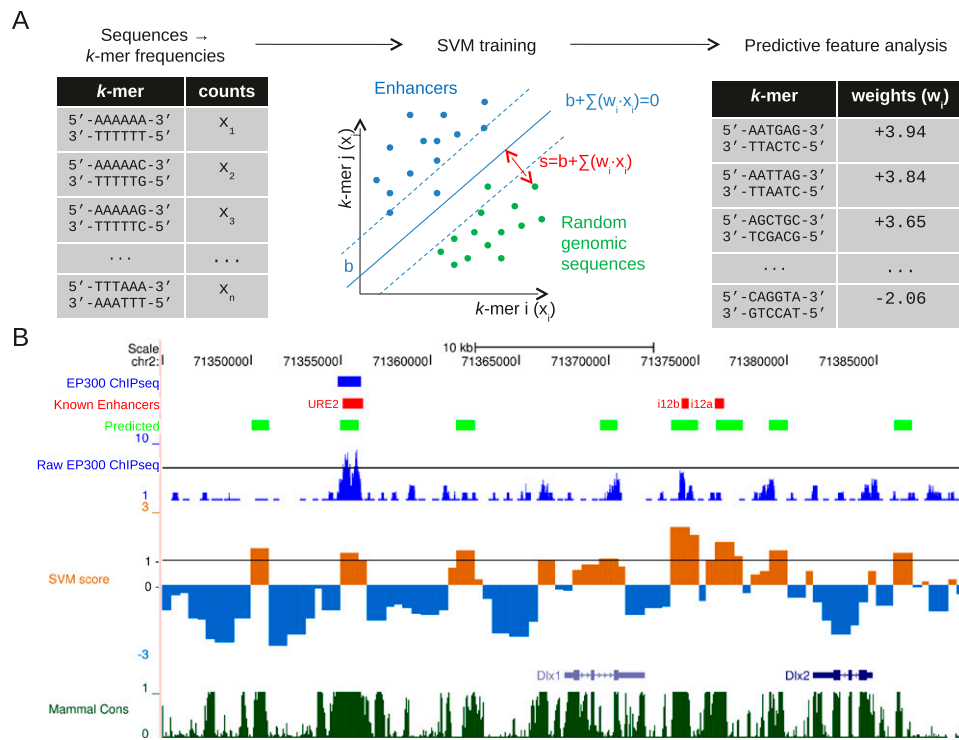 A
Sequences →
k-mer frequencies
SVM training
Predictive feature analysis
k-mer counts
5′-AAAAAA-3′
3′-TTTTTT-5′
x1
5′-AAAAAC-3′
3′-TTTTTG-5′
x2
5′-AAAAAG-3′
3′-TTTTTC-5′
x3
... ...
5′-TTTAAA-3′
3′-AAATTT-5′
xn
Enhancers
b+∑(wi·xi)=0
s=b+∑(wi·xi)
Random
genomic
sequences
b
k-mer j (xj)
k-mer i (xi)
k-mer weights (wi)
5′-AATGAG-3′
3′-TTACTC-5′
+3.94
5′-AATTAG-3′
3′-TTAATC-5′
+3.84
5′-AGCTGC-3′
3′-TCGACG-5′
+3.65
... ...
5′-CAGGTA-3′
3′-GTCCAT-5′
-2.06
B
Scale 10 kb
chr2: 71350000 71355000 71360000 71365000 71370000 71375000 71380000 71885000
EP300 ChIPseq
Known Enhancers URE2 i12b i12a
Predicted
10
Raw EP300 ChIPseq
1
3
1
SVM score
0
-3
Dlx1 Dlx2
1
Mammal Cons
0